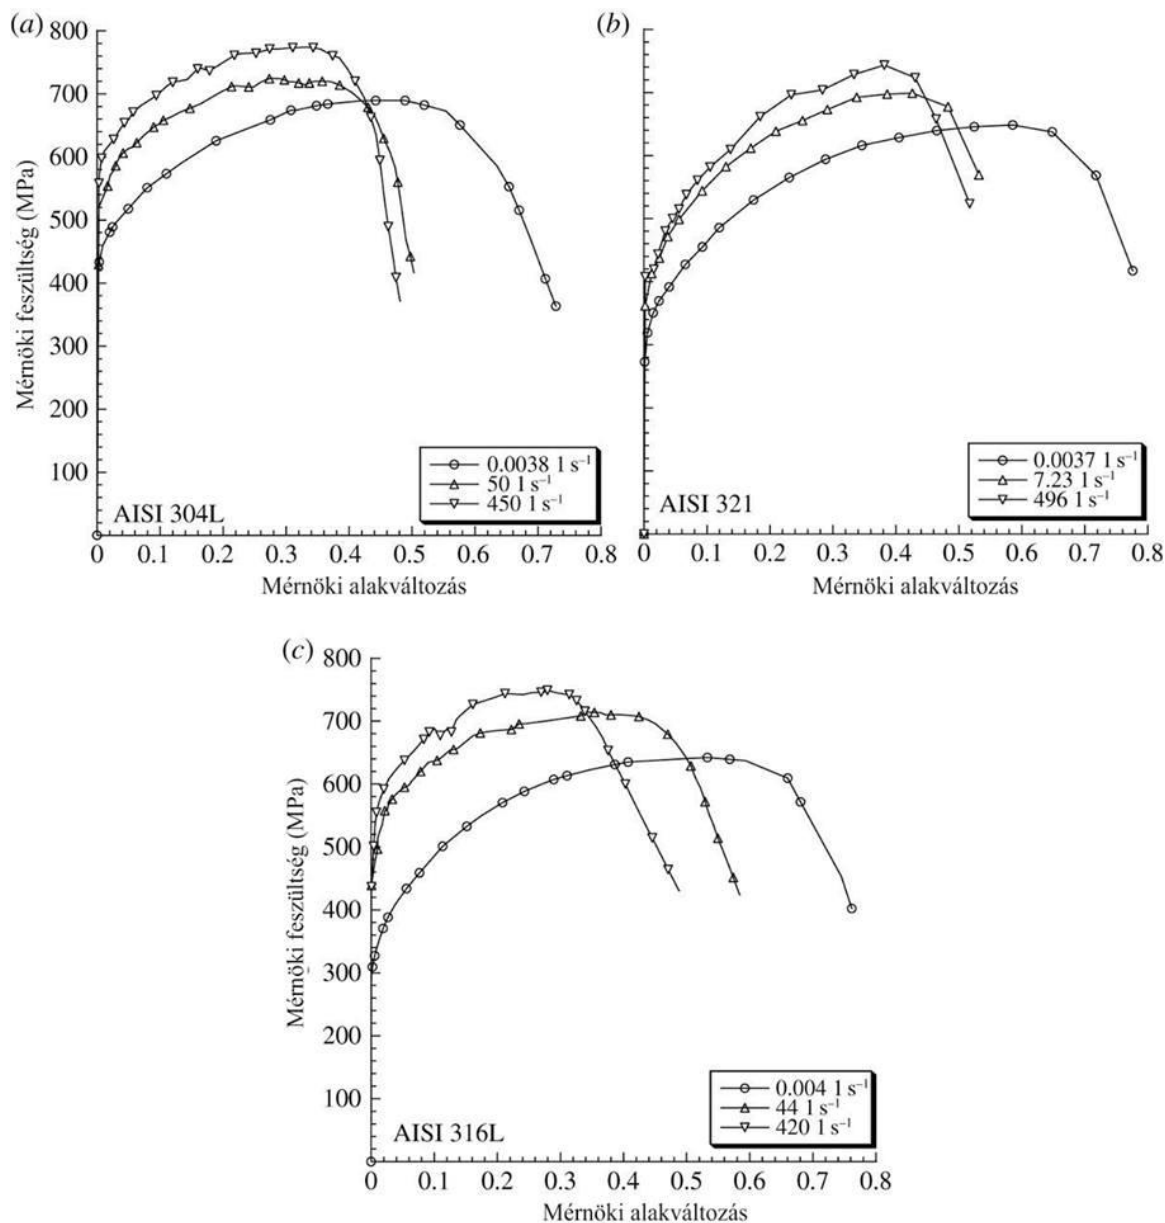 (a)
800
700
600
500
400
300
200
100
Mérnöki feszültség (MPa)
0.0038 1 s⁻¹
50 1 s⁻¹
450 1 s⁻¹
AISI 304L
0 0.1 0.2 0.3 0.4 0.5 0.6 0.7 0.8
Mérnöki alakváltozás
(b)
0.0037 1 s⁻¹
7.23 1 s⁻¹
496 1 s⁻¹
AISI 321
0 0.1 0.2 0.3 0.4 0.5 0.6 0.7 0.8
Mérnöki alakváltozás
(c)
800
700
600
500
400
300
200
100
Mérnöki feszültség (MPa)
0.004 1 s⁻¹
44 1 s⁻¹
420 1 s⁻¹
AISI 316L
0 0.1 0.2 0.3 0.4 0.5 0.6 0.7 0.8
Mérnöki alakváltozás